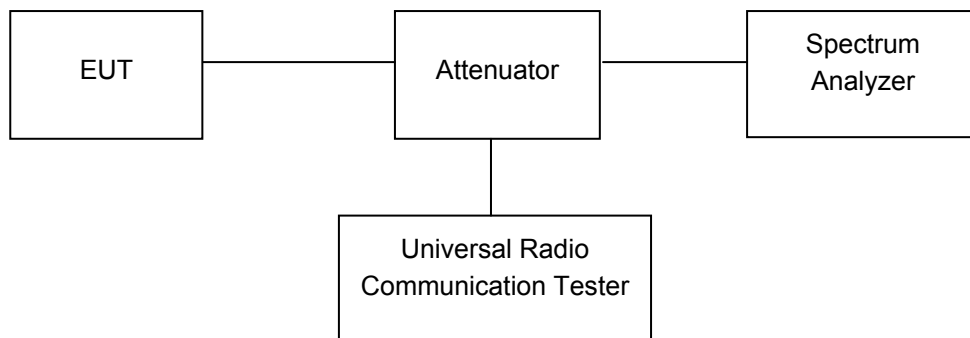 EUT
Attenuator
Spectrum
Analyzer
Universal Radio
Communication Tester